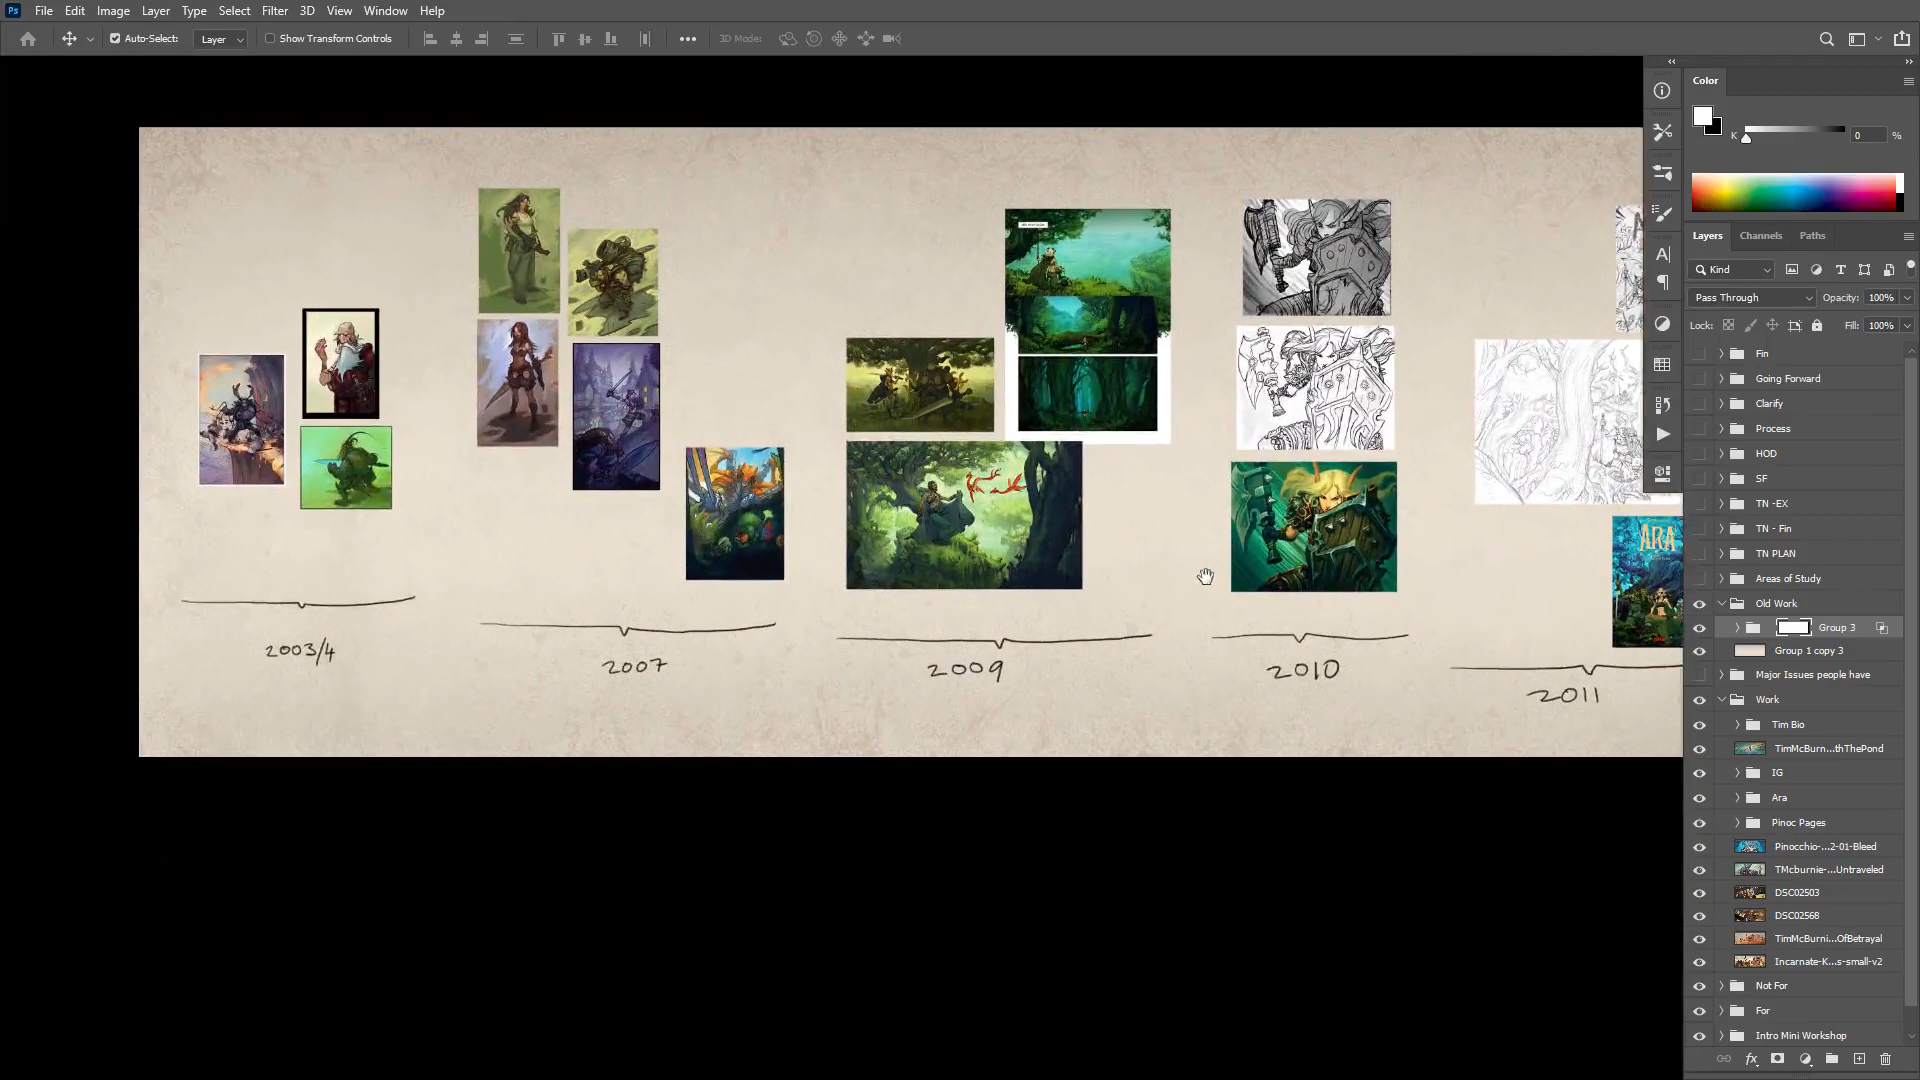 Ps File Edit Image Layer Type Select Filter 3D View Window Help
Auto-Select: Layer Show Transform Controls 3D Mode:
Color
K 0 %
Layers Channels Paths
Kind
Pass Through Opacity: 100%
Lock: Fill: 100%
Fin
Going Forward
Clarify
Process
HOD
SF
TN -EX
TN - Fin
TN PLAN
Areas of Study
Old Work
Group 3
Group 1 copy 3
Major Issues people have
Work
Tim Bio
TimMcBurn...thThePond
IG
Ara
Pinoc Pages
Pinocchio-...2-01-Bleed
TMcburnie-...Untraveled
DSC02503
DSC02568
TimMcBurni...OfBetrayal
Incarnate-K...s-small-v2
Not For
For
Intro Mini Workshop
ARA
2003/4
2007
2009
2010
2011